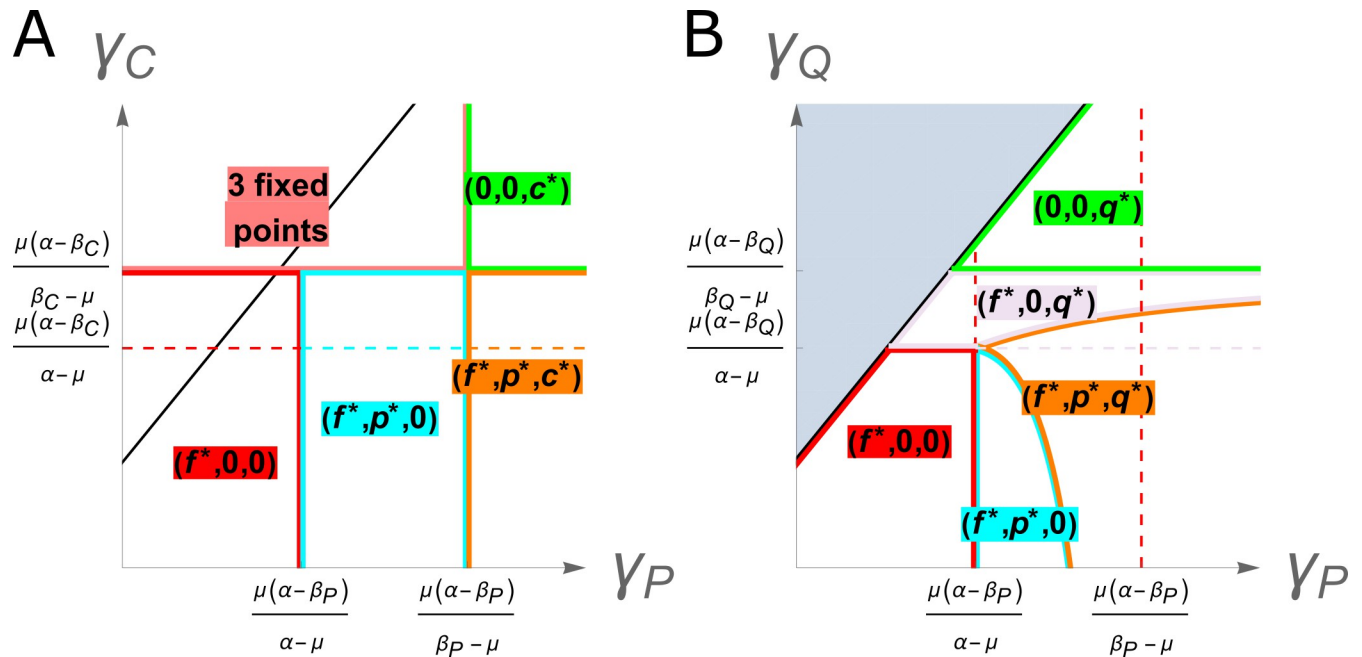 A
γC
3 fixed
points
(0,0,c*)
μ(α-βC)
βC-μ
μ(α-βC)
α-μ
(f*,p*,c*)
(f*,p*,0)
(f*,0,0)
γP
μ(α-βP)
α-μ
μ(α-βP)
βP-μ
B
γQ
(0,0,q*)
μ(α-βQ)
βQ-μ
μ(α-βQ)
α-μ
(f*,0,q*)
(f*,p*,q*)
(f*,0,0)
(f*,p*,0)
γP
μ(α-βP)
α-μ
μ(α-βP)
βP-μ